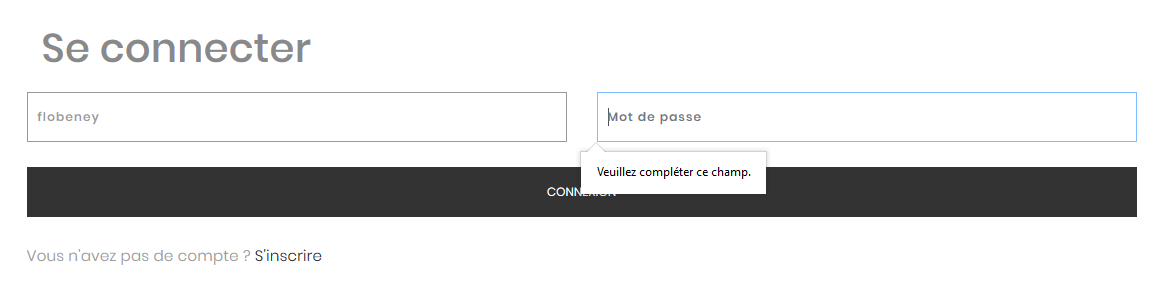 Se connecter
flobeney
Mot de passe
Veuillez compléter ce champ.
CONNEXION
Vous n'avez pas de compte ? S'inscrire